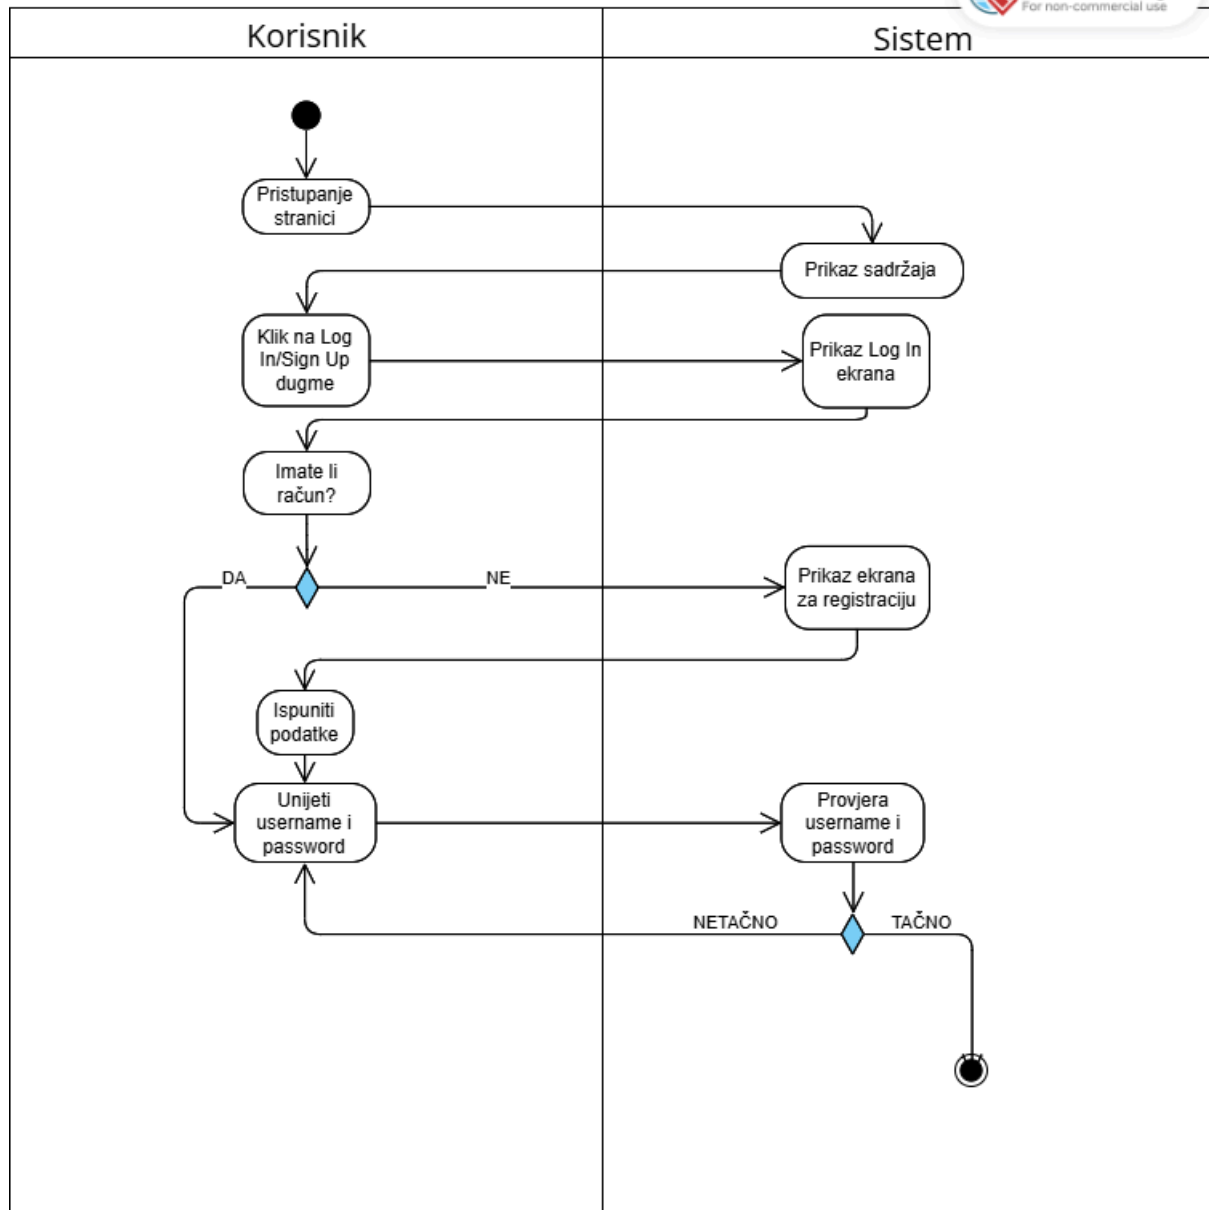 For non-commercial use
Korisnik
Sistem
Pristupanje
stranici
Prikaz sadržaja
Klik na Log
In/Sign Up
dugme
Prikaz Log In
ekrana
Imate li
račun?
DA
NE
Prikaz ekrana
za registraciju
Ispuniti
podatke
Unijeti
username i
password
Provjera
username i
password
NETAČNO
TAČNO